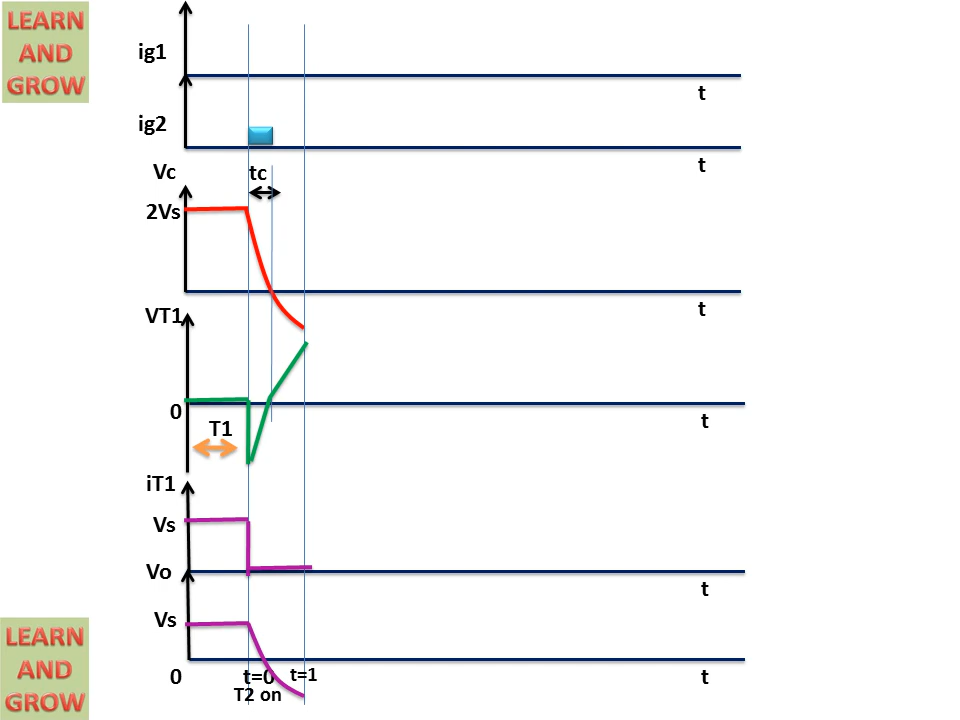 LEARN
AND
GROW
ig1
t
ig2
t
Vc
tc
2Vs
t
VT1
0
t
T1
iT1
Vs
Vo
t
Vs
0
t=0
t=1
t
T2 on
LEARN
AND
GROW